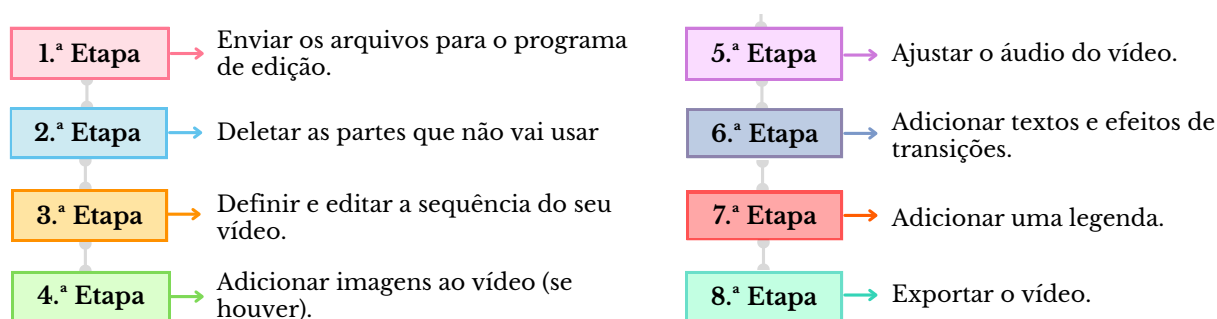 1.ª Etapa
Enviar os arquivos para o programa
de edição.
2.ª Etapa
Deletar as partes que não vai usar
3.ª Etapa
Definir e editar a sequência do seu
vídeo.
4.ª Etapa
Adicionar imagens ao vídeo (se
houver).
5.ª Etapa
Ajustar o áudio do vídeo.
6.ª Etapa
Adicionar textos e efeitos de
transições.
7.ª Etapa
Adicionar uma legenda.
8.ª Etapa
Exportar o vídeo.